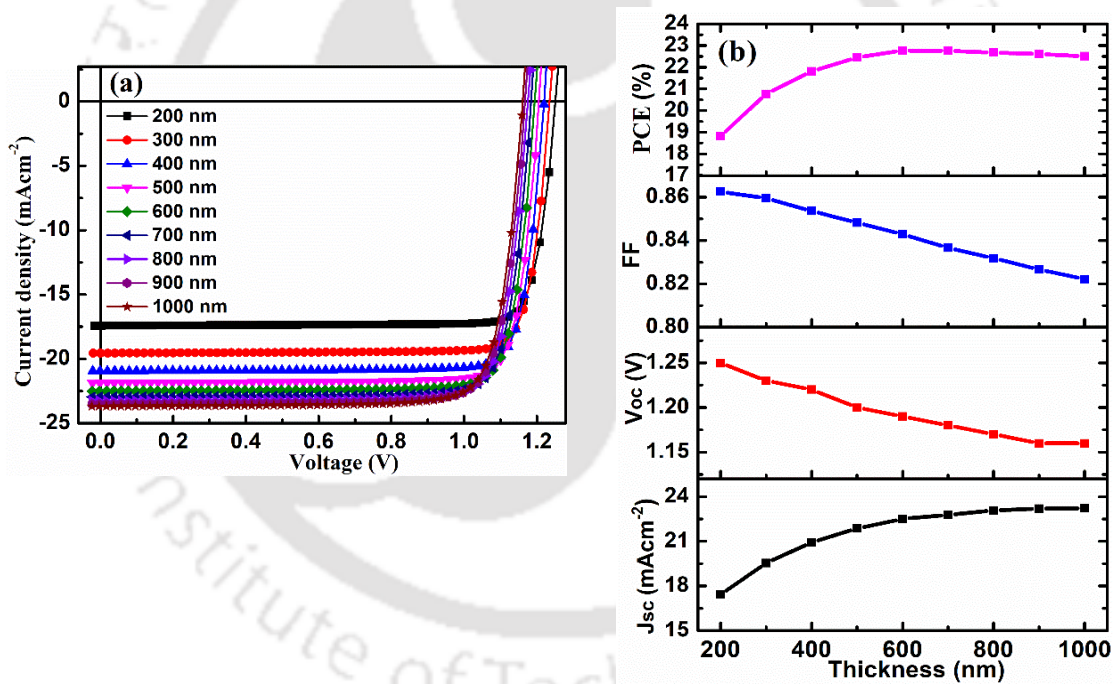 (a)
0
-5
-10
-15
-20
-25
Current density (mAcm⁻²)
200 nm
300 nm
400 nm
500 nm
600 nm
700 nm
800 nm
900 nm
1000 nm
0.0 0.2 0.4 0.6 0.8 1.0 1.2
Voltage (V)
(b)
24
23
22
21
20
19
18
17
PCE (%)
0.86
0.84
0.82
0.80
FF
1.25
1.20
1.15
Voc (V)
24
21
18
15
Jsc (mAcm⁻²)
200 400 600 800 1000
Thickness (nm)
nstitute of Tec